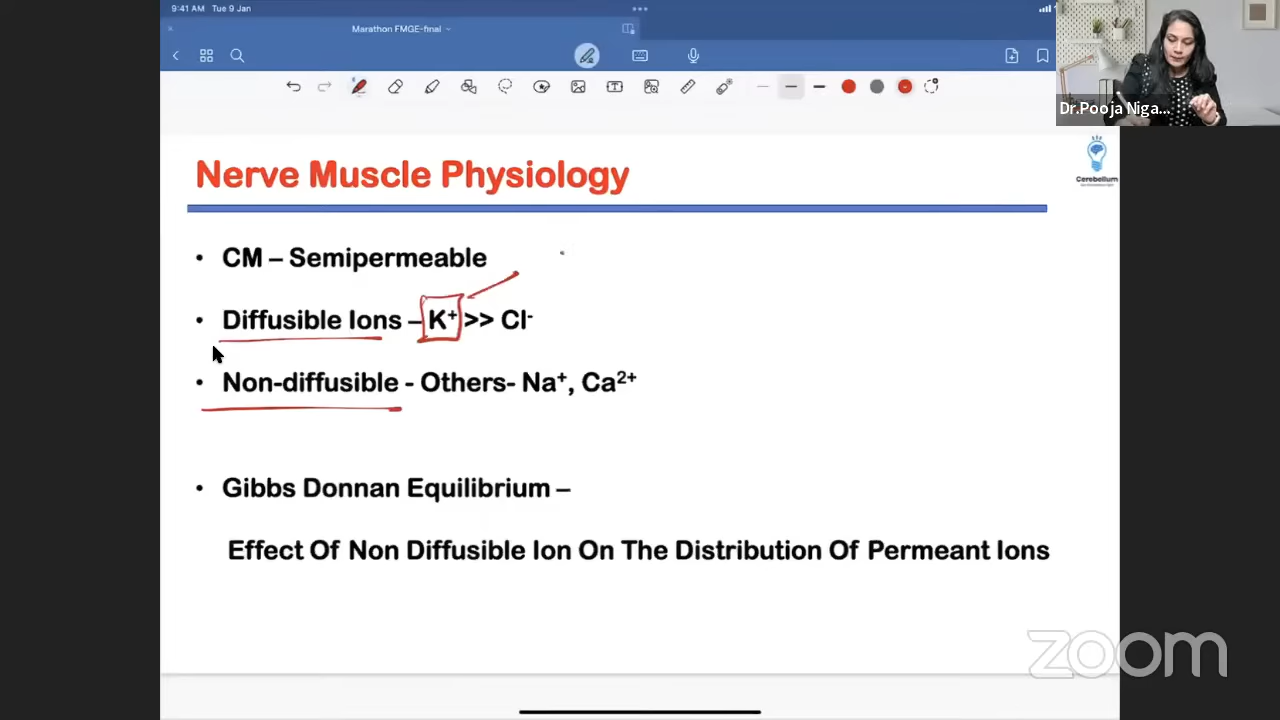 9:41 AM Tue 9 Jan
Marathon FMGE-final
Dr.Pooja Niga...
Cerebellum
Nerve Muscle Physiology
• CM – Semipermeable
• Diffusible Ions – K⁺ >> Cl⁻
• Non-diffusible - Others- Na⁺, Ca²⁺
• Gibbs Donnan Equilibrium –
Effect Of Non Diffusible Ion On The Distribution Of Permeant Ions
zoom